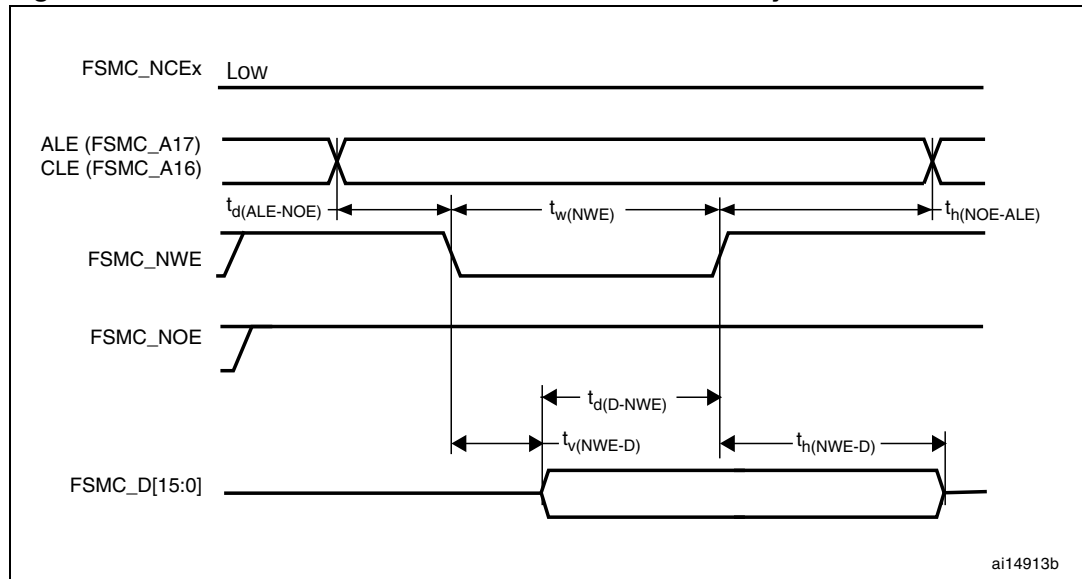 FSMC_NCEx Low
ALE (FSMC_A17)
CLE (FSMC_A16)
td(ALE-NOE) tw(NWE) th(NOE-ALE)
FSMC_NWE
FSMC_NOE
td(D-NWE)
tv(NWE-D) th(NWE-D)
FSMC_D[15:0]
ai14913b